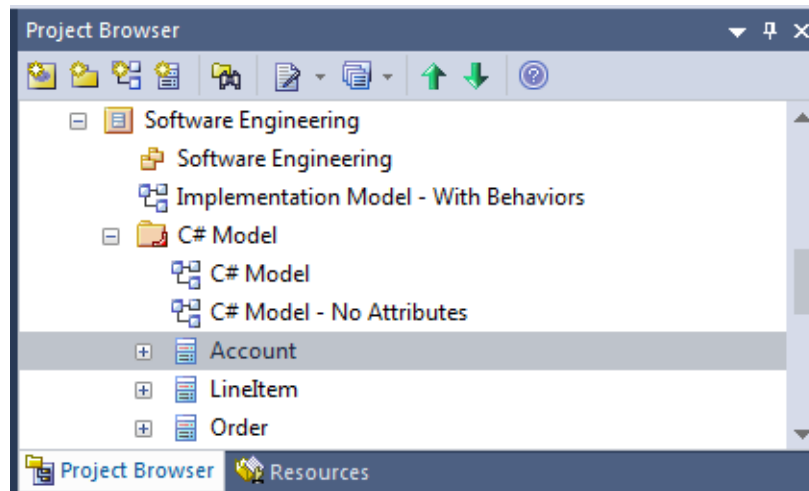 Project Browser
Software Engineering
Software Engineering
Implementation Model - With Behaviors
C# Model
C# Model
C# Model - No Attributes
Account
LineItem
Order
Project Browser Resources